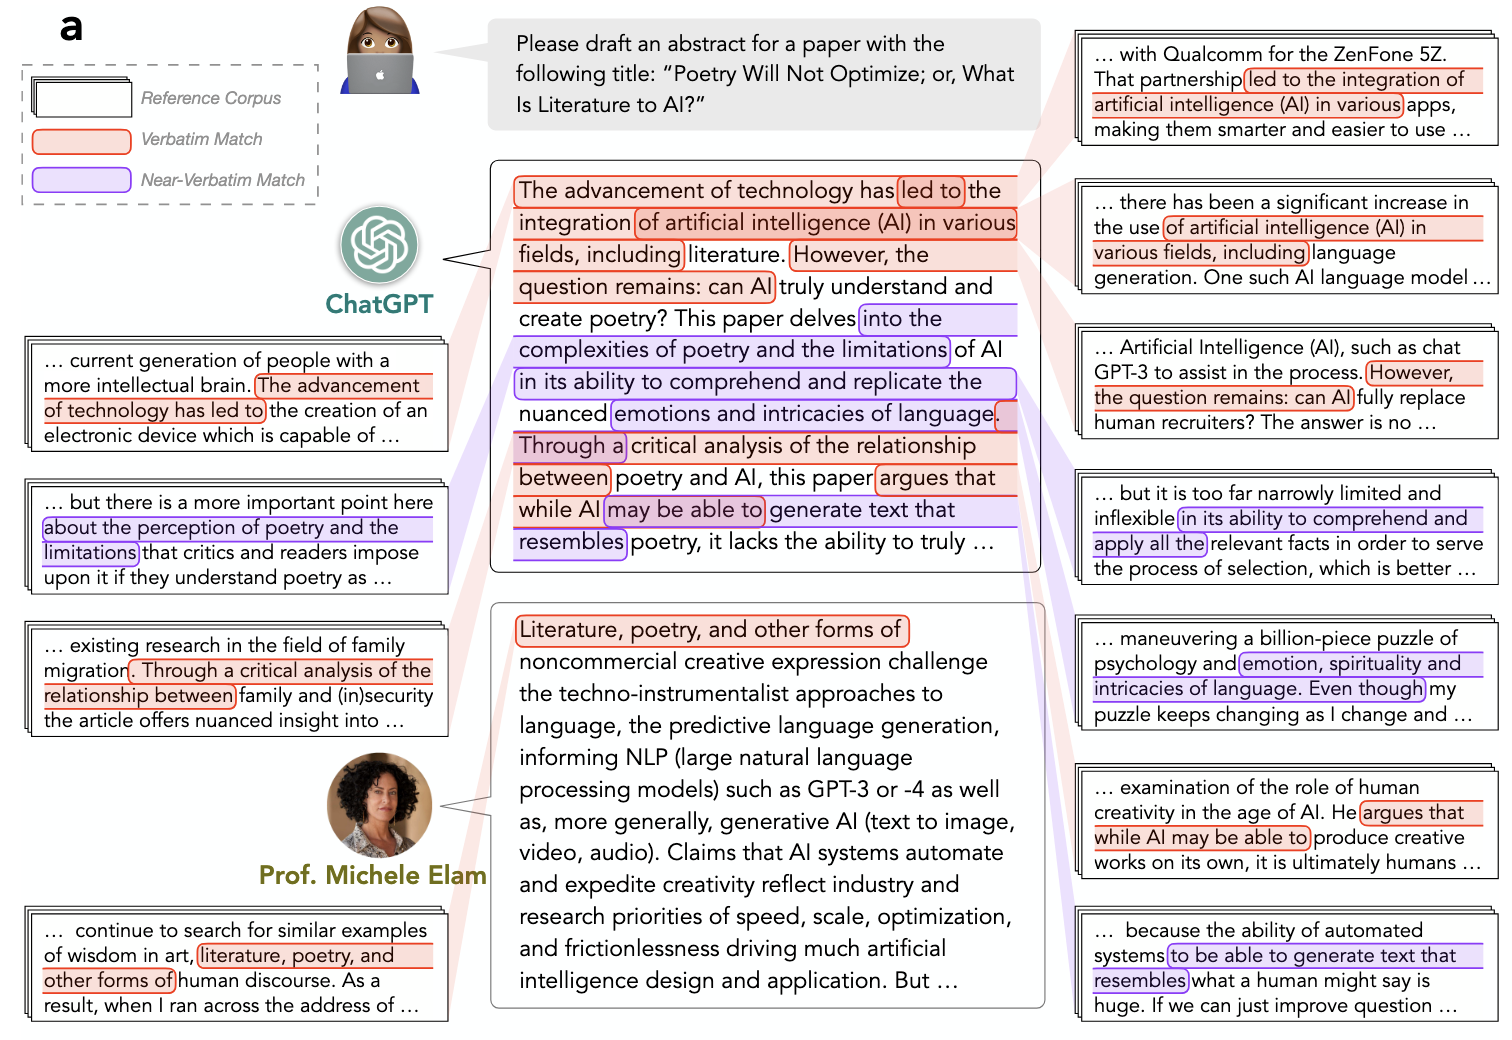 a
Reference Corpus
Verbatim Match
Near-Verbatim Match
Please draft an abstract for a paper with the
following title: “Poetry Will Not Optimize; or, What
Is Literature to AI?”
ChatGPT
The advancement of technology has led to the
integration of artificial intelligence (AI) in various
fields, including literature. However, the
question remains: can AI truly understand and
create poetry? This paper delves into the
complexities of poetry and the limitations of AI
in its ability to comprehend and replicate the
nuanced emotions and intricacies of language.
Through a critical analysis of the relationship
between poetry and AI, this paper argues that
while AI may be able to generate text that
resembles poetry, it lacks the ability to truly …
… current generation of people with a
more intellectual brain. The advancement
of technology has led to the creation of an
electronic device which is capable of …
… but there is a more important point here
about the perception of poetry and the
limitations that critics and readers impose
upon it if they understand poetry as …
… existing research in the field of family
migration. Through a critical analysis of the
relationship between family and (in)security
the article offers nuanced insight into …
Prof. Michele Elam
Literature, poetry, and other forms of
noncommercial creative expression challenge
the techno-instrumentalist approaches to
language, the predictive language generation,
informing NLP (large natural language
processing models) such as GPT-3 or -4 as well
as, more generally, generative AI (text to image,
video, audio). Claims that AI systems automate
and expedite creativity reflect industry and
research priorities of speed, scale, optimization,
and frictionlessness driving much artificial
intelligence design and application. But …
… continue to search for similar examples
of wisdom in art, literature, poetry, and
other forms of human discourse. As a
result, when I ran across the address of …
… with Qualcomm for the ZenFone 5Z.
That partnership led to the integration of
artificial intelligence (AI) in various apps,
making them smarter and easier to use …
… there has been a significant increase in
the use of artificial intelligence (AI) in
various fields, including language
generation. One such AI language model …
… Artificial Intelligence (AI), such as chat
GPT-3 to assist in the process. However,
the question remains: can AI fully replace
human recruiters? The answer is no …
… but it is too far narrowly limited and
inflexible in its ability to comprehend and
apply all the relevant facts in order to serve
the process of selection, which is better …
… maneuvering a billion-piece puzzle of
psychology and emotion, spirituality and
intricacies of language. Even though my
puzzle keeps changing as I change and …
… examination of the role of human
creativity in the age of AI. He argues that
while AI may be able to produce creative
works on its own, it is ultimately humans …
… because the ability of automated
systems to be able to generate text that
resembles what a human might say is
huge. If we can just improve question …